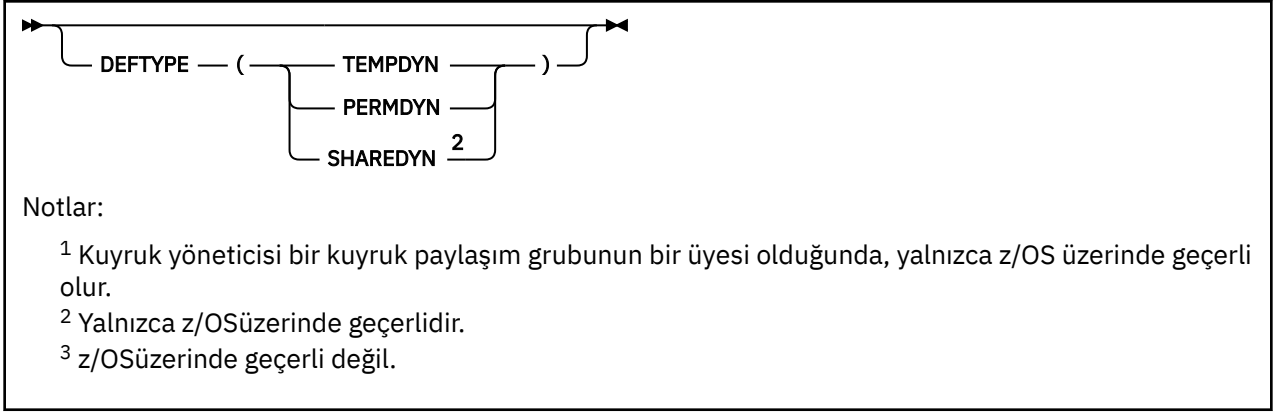 DEFTYPE ( TEMPDYN )
PERMDYN
SHAREDYN 2
Notlar:
1 Kuyruk yöneticisi bir kuyruk paylaşım grubunun bir üyesi olduğunda, yalnızca z/OS üzerinde geçerli
olur.
2 Yalnızca z/OSüzerinde geçerlidir.
3 z/OSüzerinde geçerli değil.